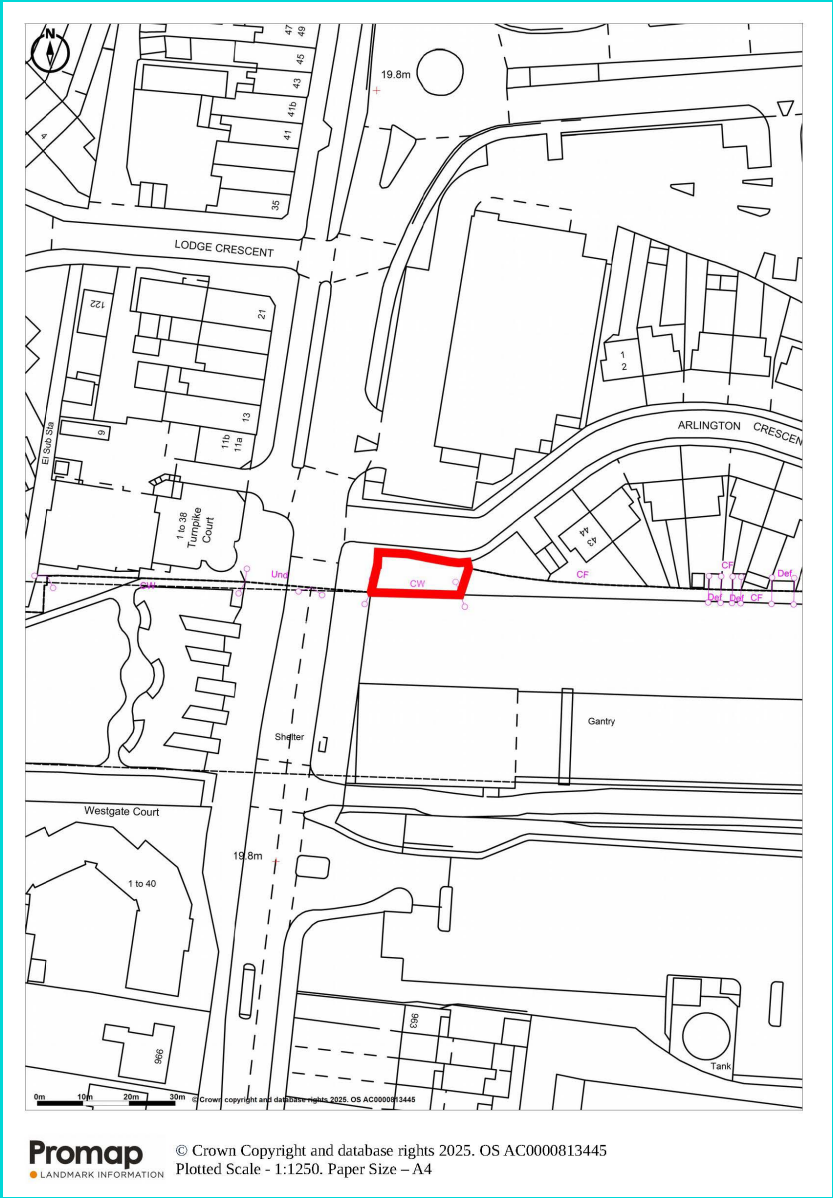 N
47
49
45
43
41b
41
35
4
19.8m
LODGE CRESCENT
122
21
13
11b
11a
9
El Sub Sta
1 to 38
Turnpike
Court
1
2
ARLINGTON CRESCEN
44
43
CF
CF
Def
Und
CW
CW
Def
Def
CF
Gantry
Shelter
Westgate Court
19.8m
1 to 40
963
996
Tank
0m 10m 20m 30m
© Crown copyright and database rights 2025. OS AC0000813445
Promap
LANDMARK INFORMATION
© Crown Copyright and database rights 2025. OS AC0000813445
Plotted Scale - 1:1250. Paper Size – A4